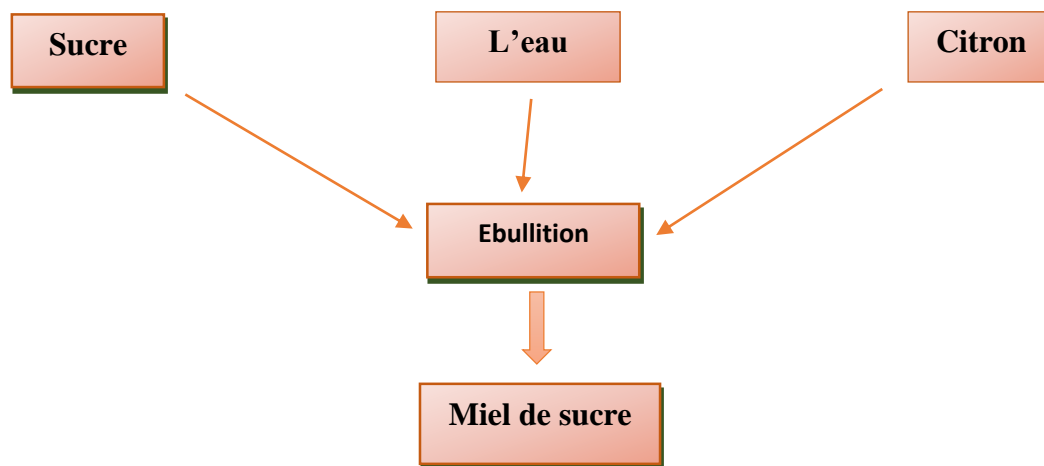 Sucre
L’eau
Citron
Ebullition
Miel de sucre